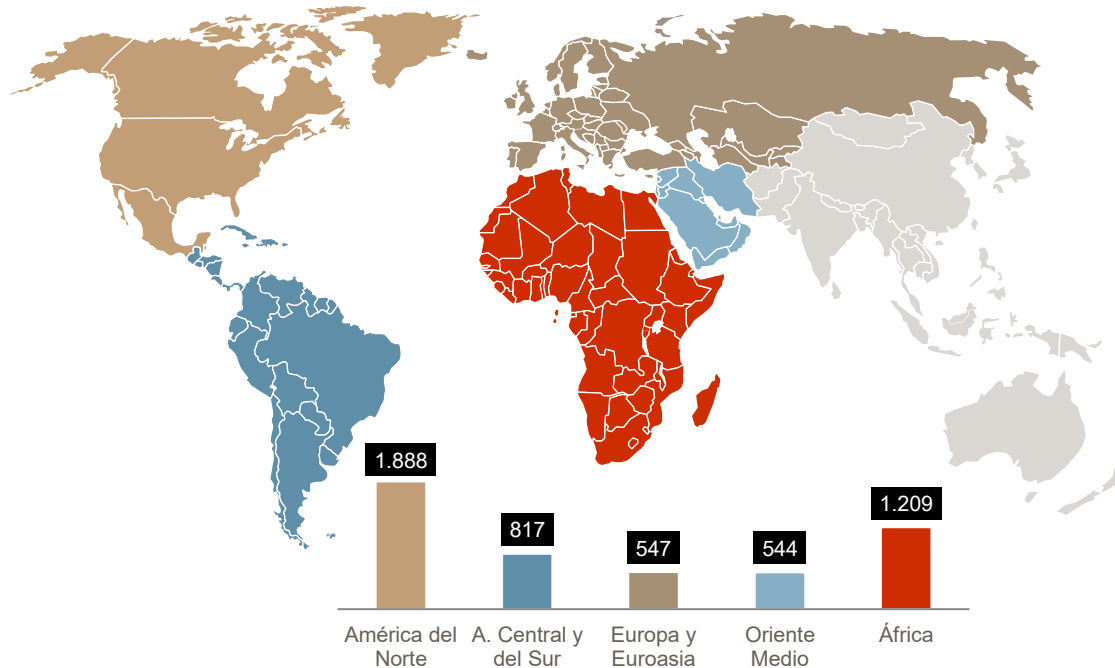 1.888
817
547
544
1.209
América del
Norte
A. Central y
del Sur
Europa y
Euroasia
Oriente
Medio
África